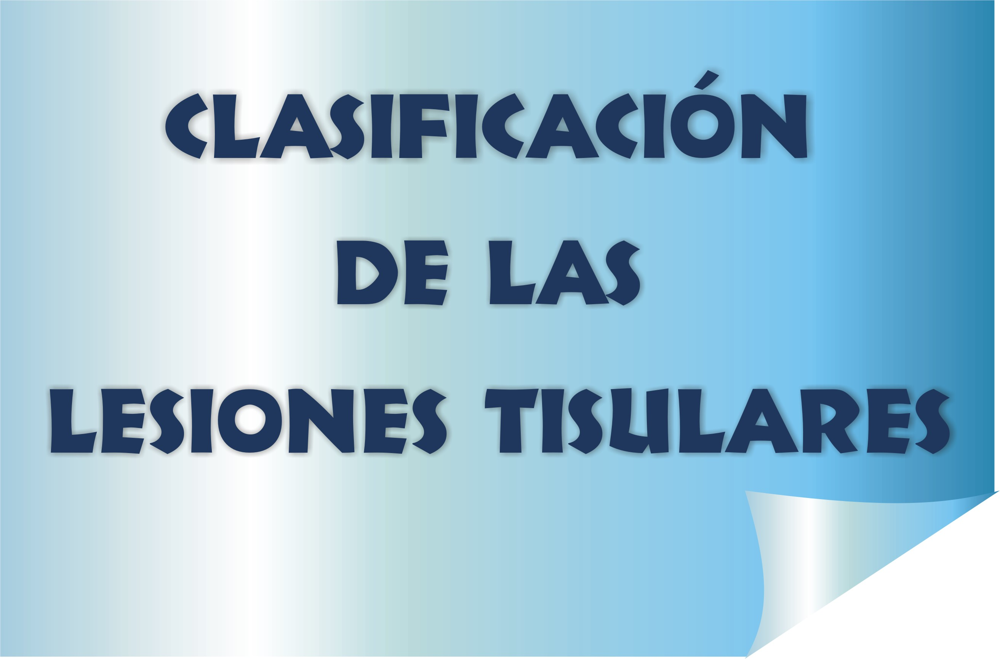 CLASIFICACIÓN
DE LAS
LESIONES TISULARES